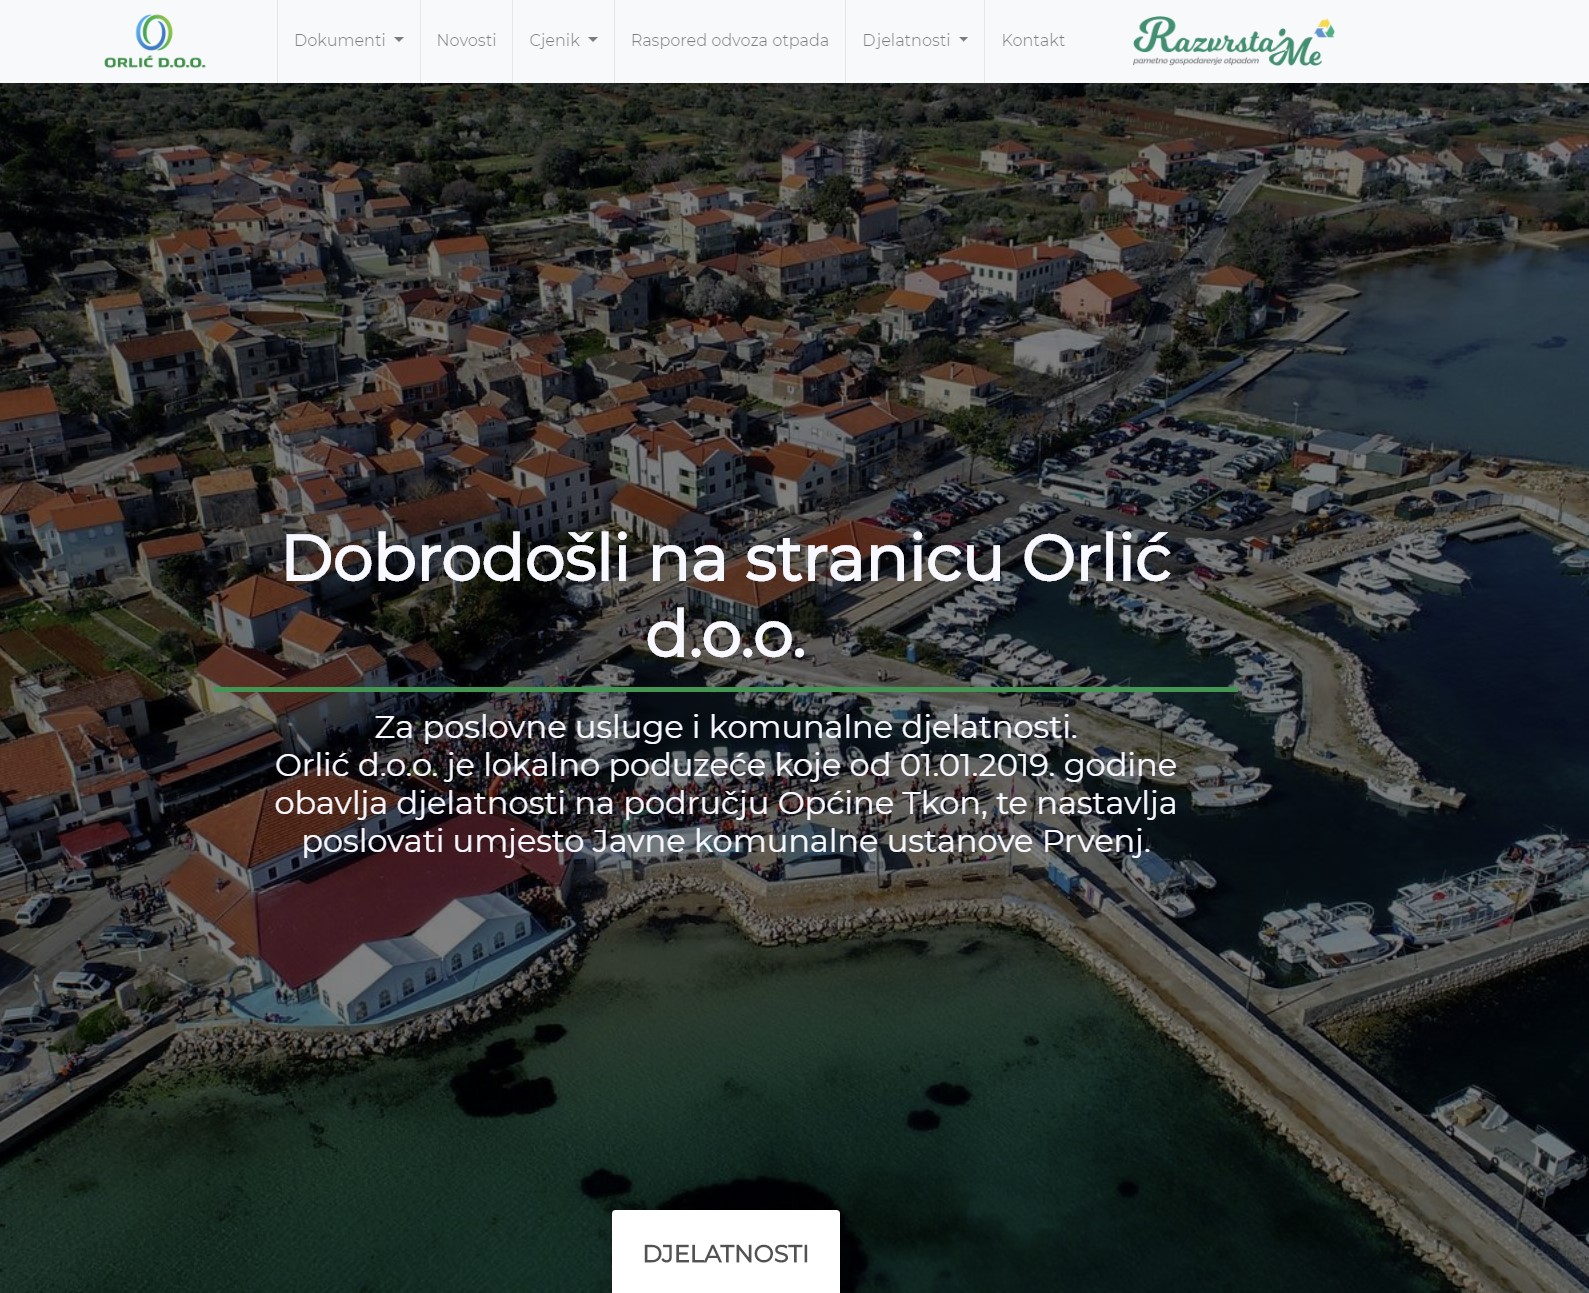 ORLIĆ D.O.O.
Dokumenti
Novosti
Cjenik
Raspored odvoza otpada
Djelatnosti
Kontakt
Razvrsta'Me
pametno gospodarenje otpadom
Dobrodošli na stranicu Orlić
d.o.o.
Za poslovne usluge i komunalne djelatnosti.
Orlić d.o.o. je lokalno poduzeće koje od 01.01.2019. godine
obavlja djelatnosti na području Općine Tkon, te nastavlja
poslovati umjesto Javne komunalne ustanove Prvenj.
DJELATNOSTI